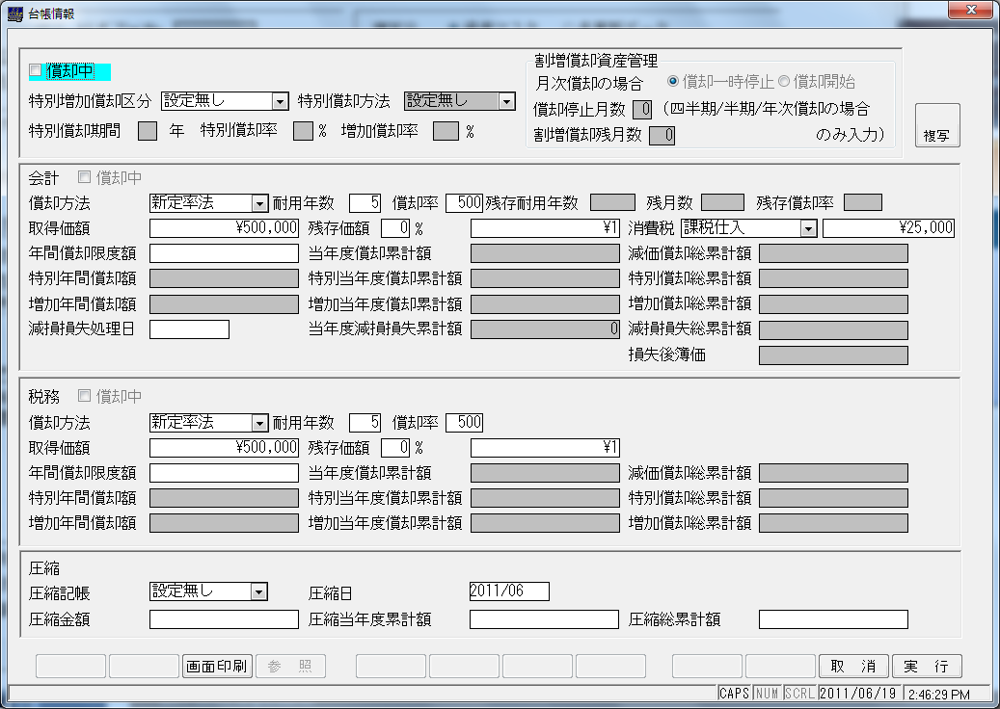 台帳情報
償却中
特別増加償却区分 設定無し 特別償却方法 設定無し
特別償却期間 年 特別償却率 % 増加償却率 %
割増償却資産管理
月次償却の場合 償却一時停止 償却開始
償却停止月数 0 (四半期/半期/年次償却の場合
割増償却残月数 0 のみ入力)
複写
会計 償却中
償却方法 新定率法 耐用年数 5 償却率 500 残存耐用年数 残月数 残存償却率
取得価額 ¥500,000 残存価額 0 % ¥1 消費税 課税仕入 ¥25,000
年間償却限度額 当年度償却累計額 減価償却総累計額
特別年間償却額 特別当年度償却累計額 特別償却総累計額
増加年間償却額 増加当年度償却累計額 増加償却総累計額
減損損失処理日 当年度減損損失累計額 0 減損損失総累計額
損失後簿価
税務 償却中
償却方法 新定率法 耐用年数 5 償却率 500
取得価額 ¥500,000 残存価額 0 % ¥1
年間償却限度額 当年度償却累計額 減価償却総累計額
特別年間償却額 特別当年度償却累計額 特別償却総累計額
増加年間償却額 増加当年度償却累計額 増加償却総累計額
圧縮
圧縮記帳 設定無し 圧縮日 2011/06
圧縮金額 圧縮当年度累計額 圧縮総累計額
画面印刷 参 照 取 消 実 行
CAPS NUM SCRL 2011/06/19 2:46:29 PM